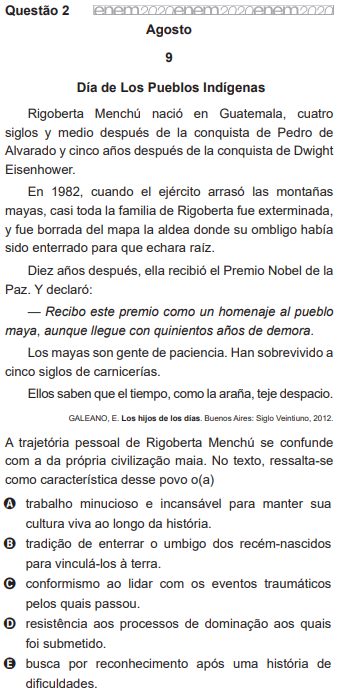 Questão 2 enem2020enem2020enem2020
Agosto
9
Día de Los Pueblos Indígenas
Rigoberta Menchú nació en Guatemala, cuatro
siglos y medio después de la conquista de Pedro de
Alvarado y cinco años después de la conquista de Dwight
Eisenhower.
En 1982, cuando el ejército arrasó las montañas
mayas, casi toda la familia de Rigoberta fue exterminada,
y fue borrada del mapa la aldea donde su ombligo había
sido enterrado para que echara raíz.
Diez años después, ella recibió el Premio Nobel de la
Paz. Y declaró:
— Recibo este premio como un homenaje al pueblo
maya, aunque llegue con quinientos años de demora.
Los mayas son gente de paciencia. Han sobrevivido a
cinco siglos de carnicerías.
Ellos saben que el tiempo, como la araña, teje despacio.
GALEANO, E. Los hijos de los días. Buenos Aires: Siglo Veintiuno, 2012.
A trajetória pessoal de Rigoberta Menchú se confunde
com a da própria civilização maia. No texto, ressalta-se
como característica desse povo o(a)
A trabalho minucioso e incansável para manter sua
cultura viva ao longo da história.
B tradição de enterrar o umbigo dos recém-nascidos
para vinculá-los à terra.
C conformismo ao lidar com os eventos traumáticos
pelos quais passou.
D resistência aos processos de dominação aos quais
foi submetido.
E busca por reconhecimento após uma história de
dificuldades.